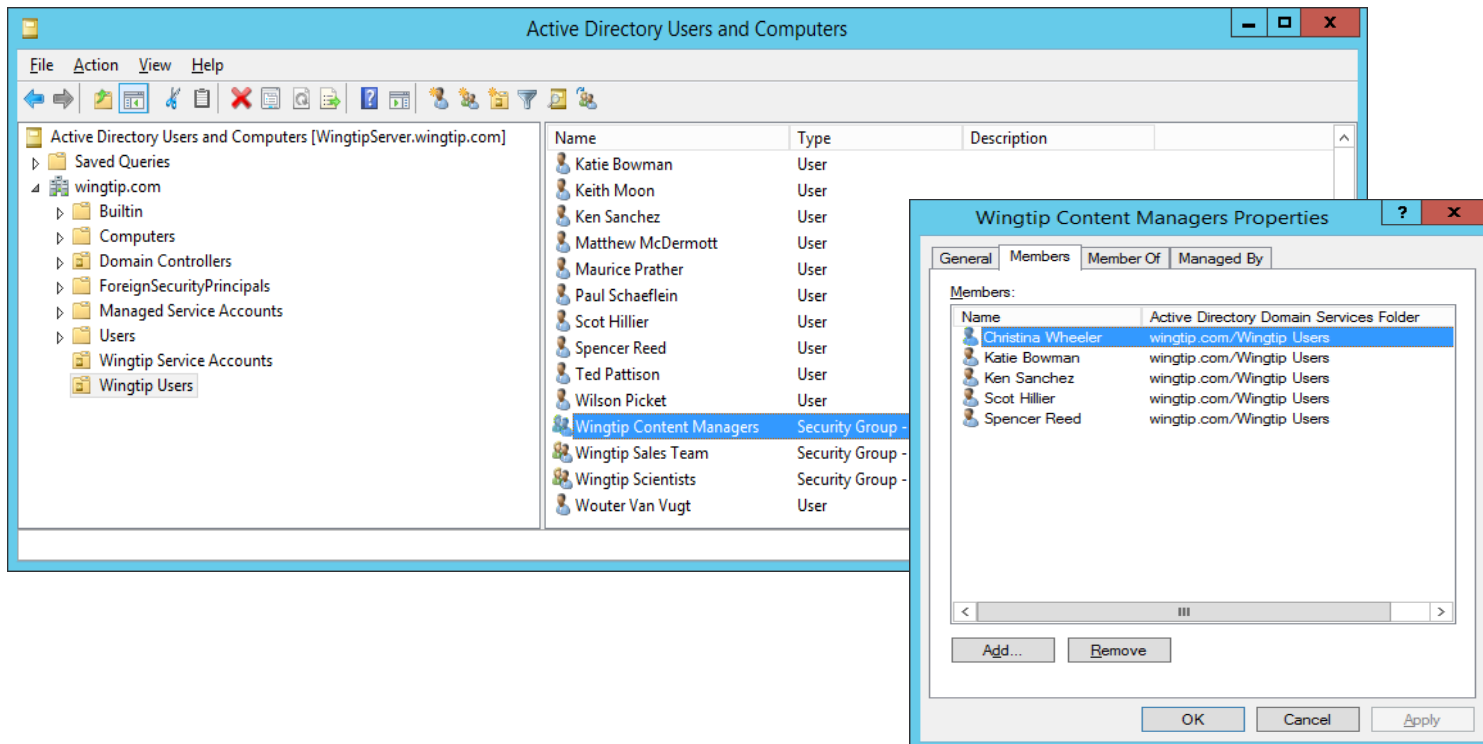 Active Directory Users and Computers
File Action View Help
Active Directory Users and Computers [WingtipServer.wingtip.com]
Saved Queries
wingtip.com
Builtin
Computers
Domain Controllers
ForeignSecurityPrincipals
Managed Service Accounts
Users
Wingtip Service Accounts
Wingtip Users
Name Type Description
Katie Bowman User
Keith Moon User
Ken Sanchez User
Matthew McDermott User
Maurice Prather User
Paul Schaeflein User
Scot Hillier User
Spencer Reed User
Ted Pattison User
Wilson Picket User
Wingtip Content Managers Security Group -
Wingtip Sales Team Security Group -
Wingtip Scientists Security Group -
Wouter Van Vugt User
Wingtip Content Managers Properties
General Members Member Of Managed By
Members:
Name Active Directory Domain Services Folder
Christina Wheeler wingtip.com/Wingtip Users
Katie Bowman wingtip.com/Wingtip Users
Ken Sanchez wingtip.com/Wingtip Users
Scot Hillier wingtip.com/Wingtip Users
Spencer Reed wingtip.com/Wingtip Users
Add... Remove
OK Cancel Apply